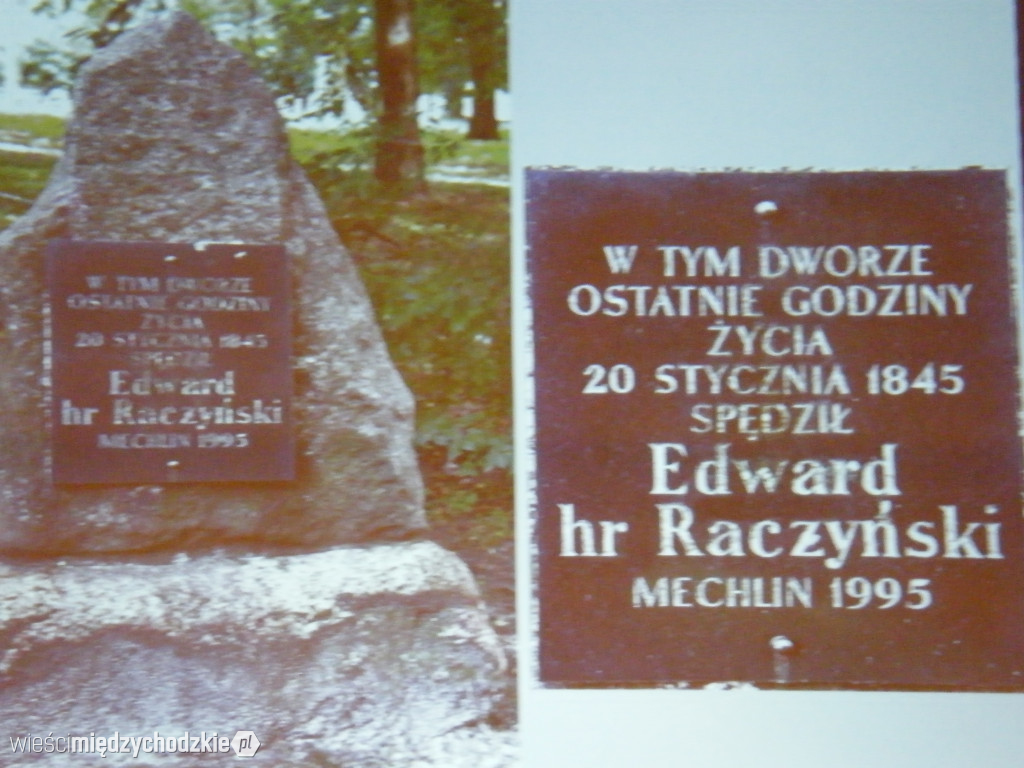 W TYM DWORZE
OSTATNIE GODZINY
ŻYCIA
20 STYCZNIA 1845
SPĘDZIŁ
Edward
hr Raczyński
MECHLIN 1995
W TYM DWORZE
OSTATNIE GODZINY
ŻYCIA
20 STYCZNIA 1845
SPĘDZIŁ
Edward
hr Raczyński
MECHLIN 1995
wieścimiędzychodzkie.pl